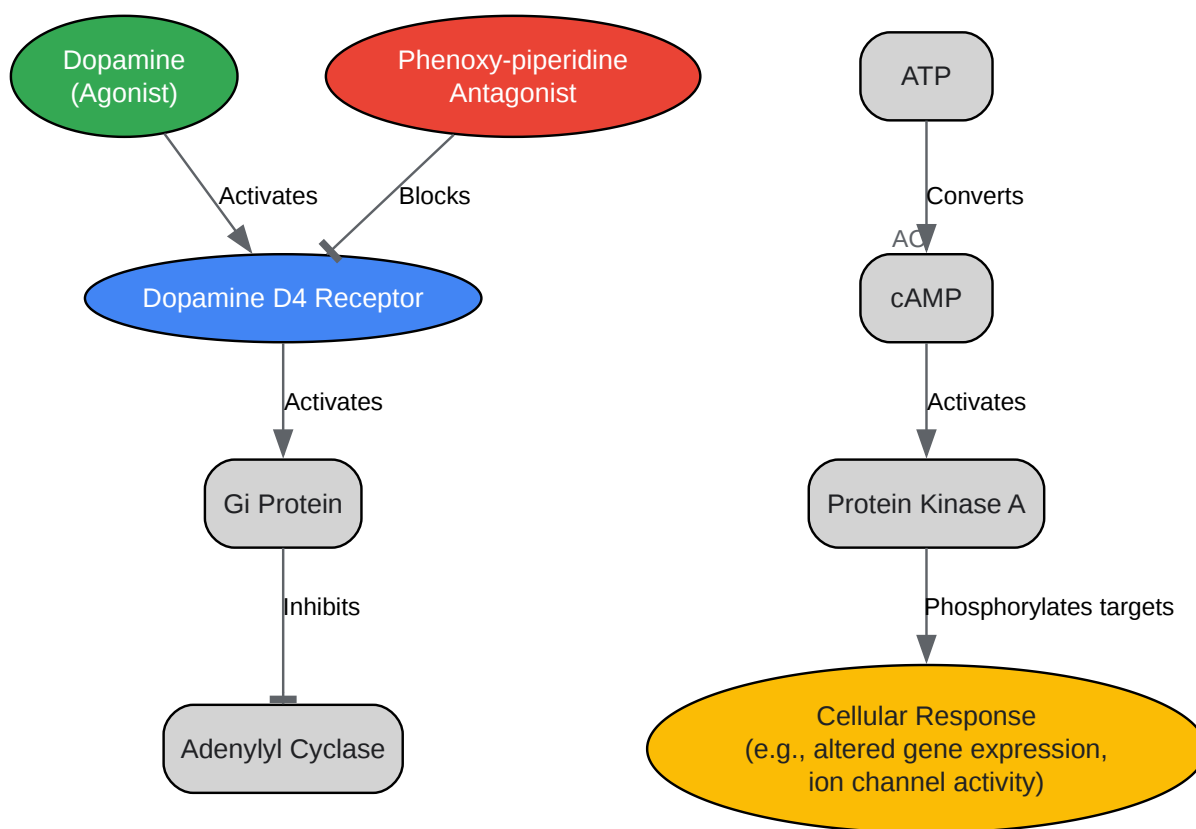 Dopamine
(Agonist)
Phenoxy-piperidine
Antagonist
ATP
Activates
Blocks
Converts
AC
Dopamine D4 Receptor
cAMP
Activates
Activates
Gi Protein
Protein Kinase A
Inhibits
Phosphorylates targets
Adenylyl Cyclase
Cellular Response
(e.g., altered gene expression,
ion channel activity)